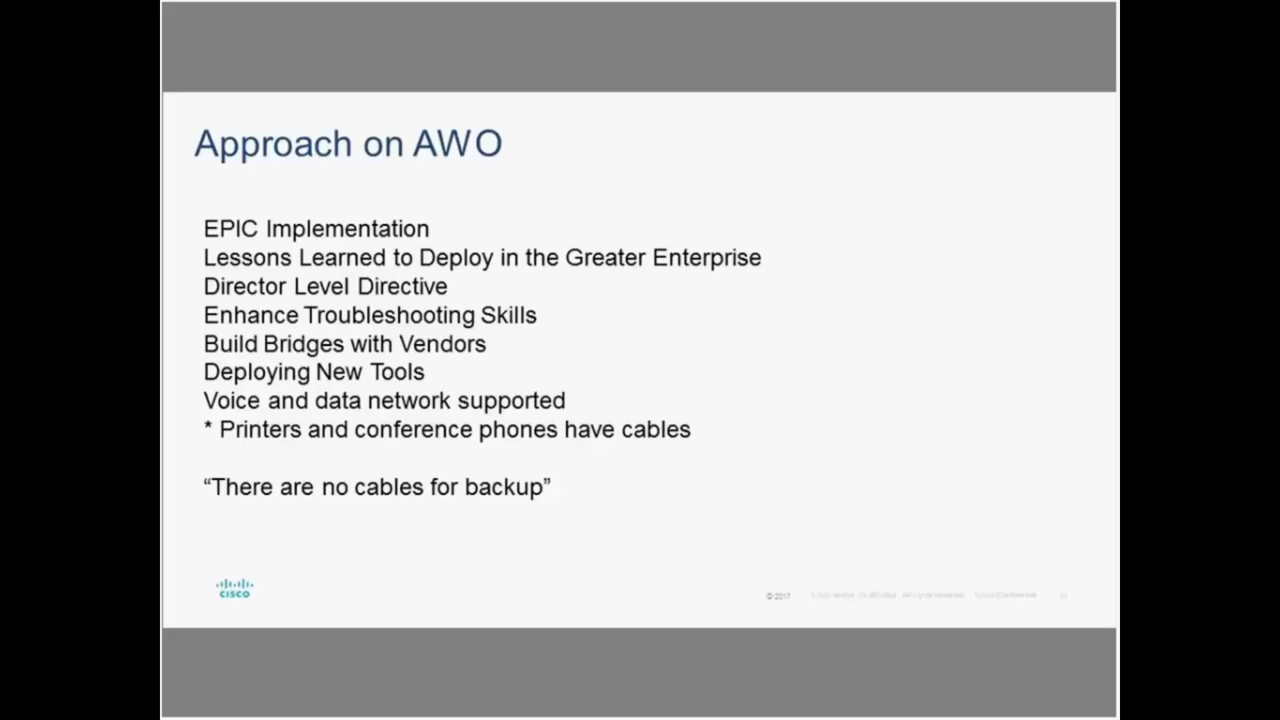 Approach on AWO
EPIC Implementation
Lessons Learned to Deploy in the Greater Enterprise
Director Level Directive
Enhance Troubleshooting Skills
Build Bridges with Vendors
Deploying New Tools
Voice and data network supported
* Printers and conference phones have cables
“There are no cables for backup”
CISCO
© 2017